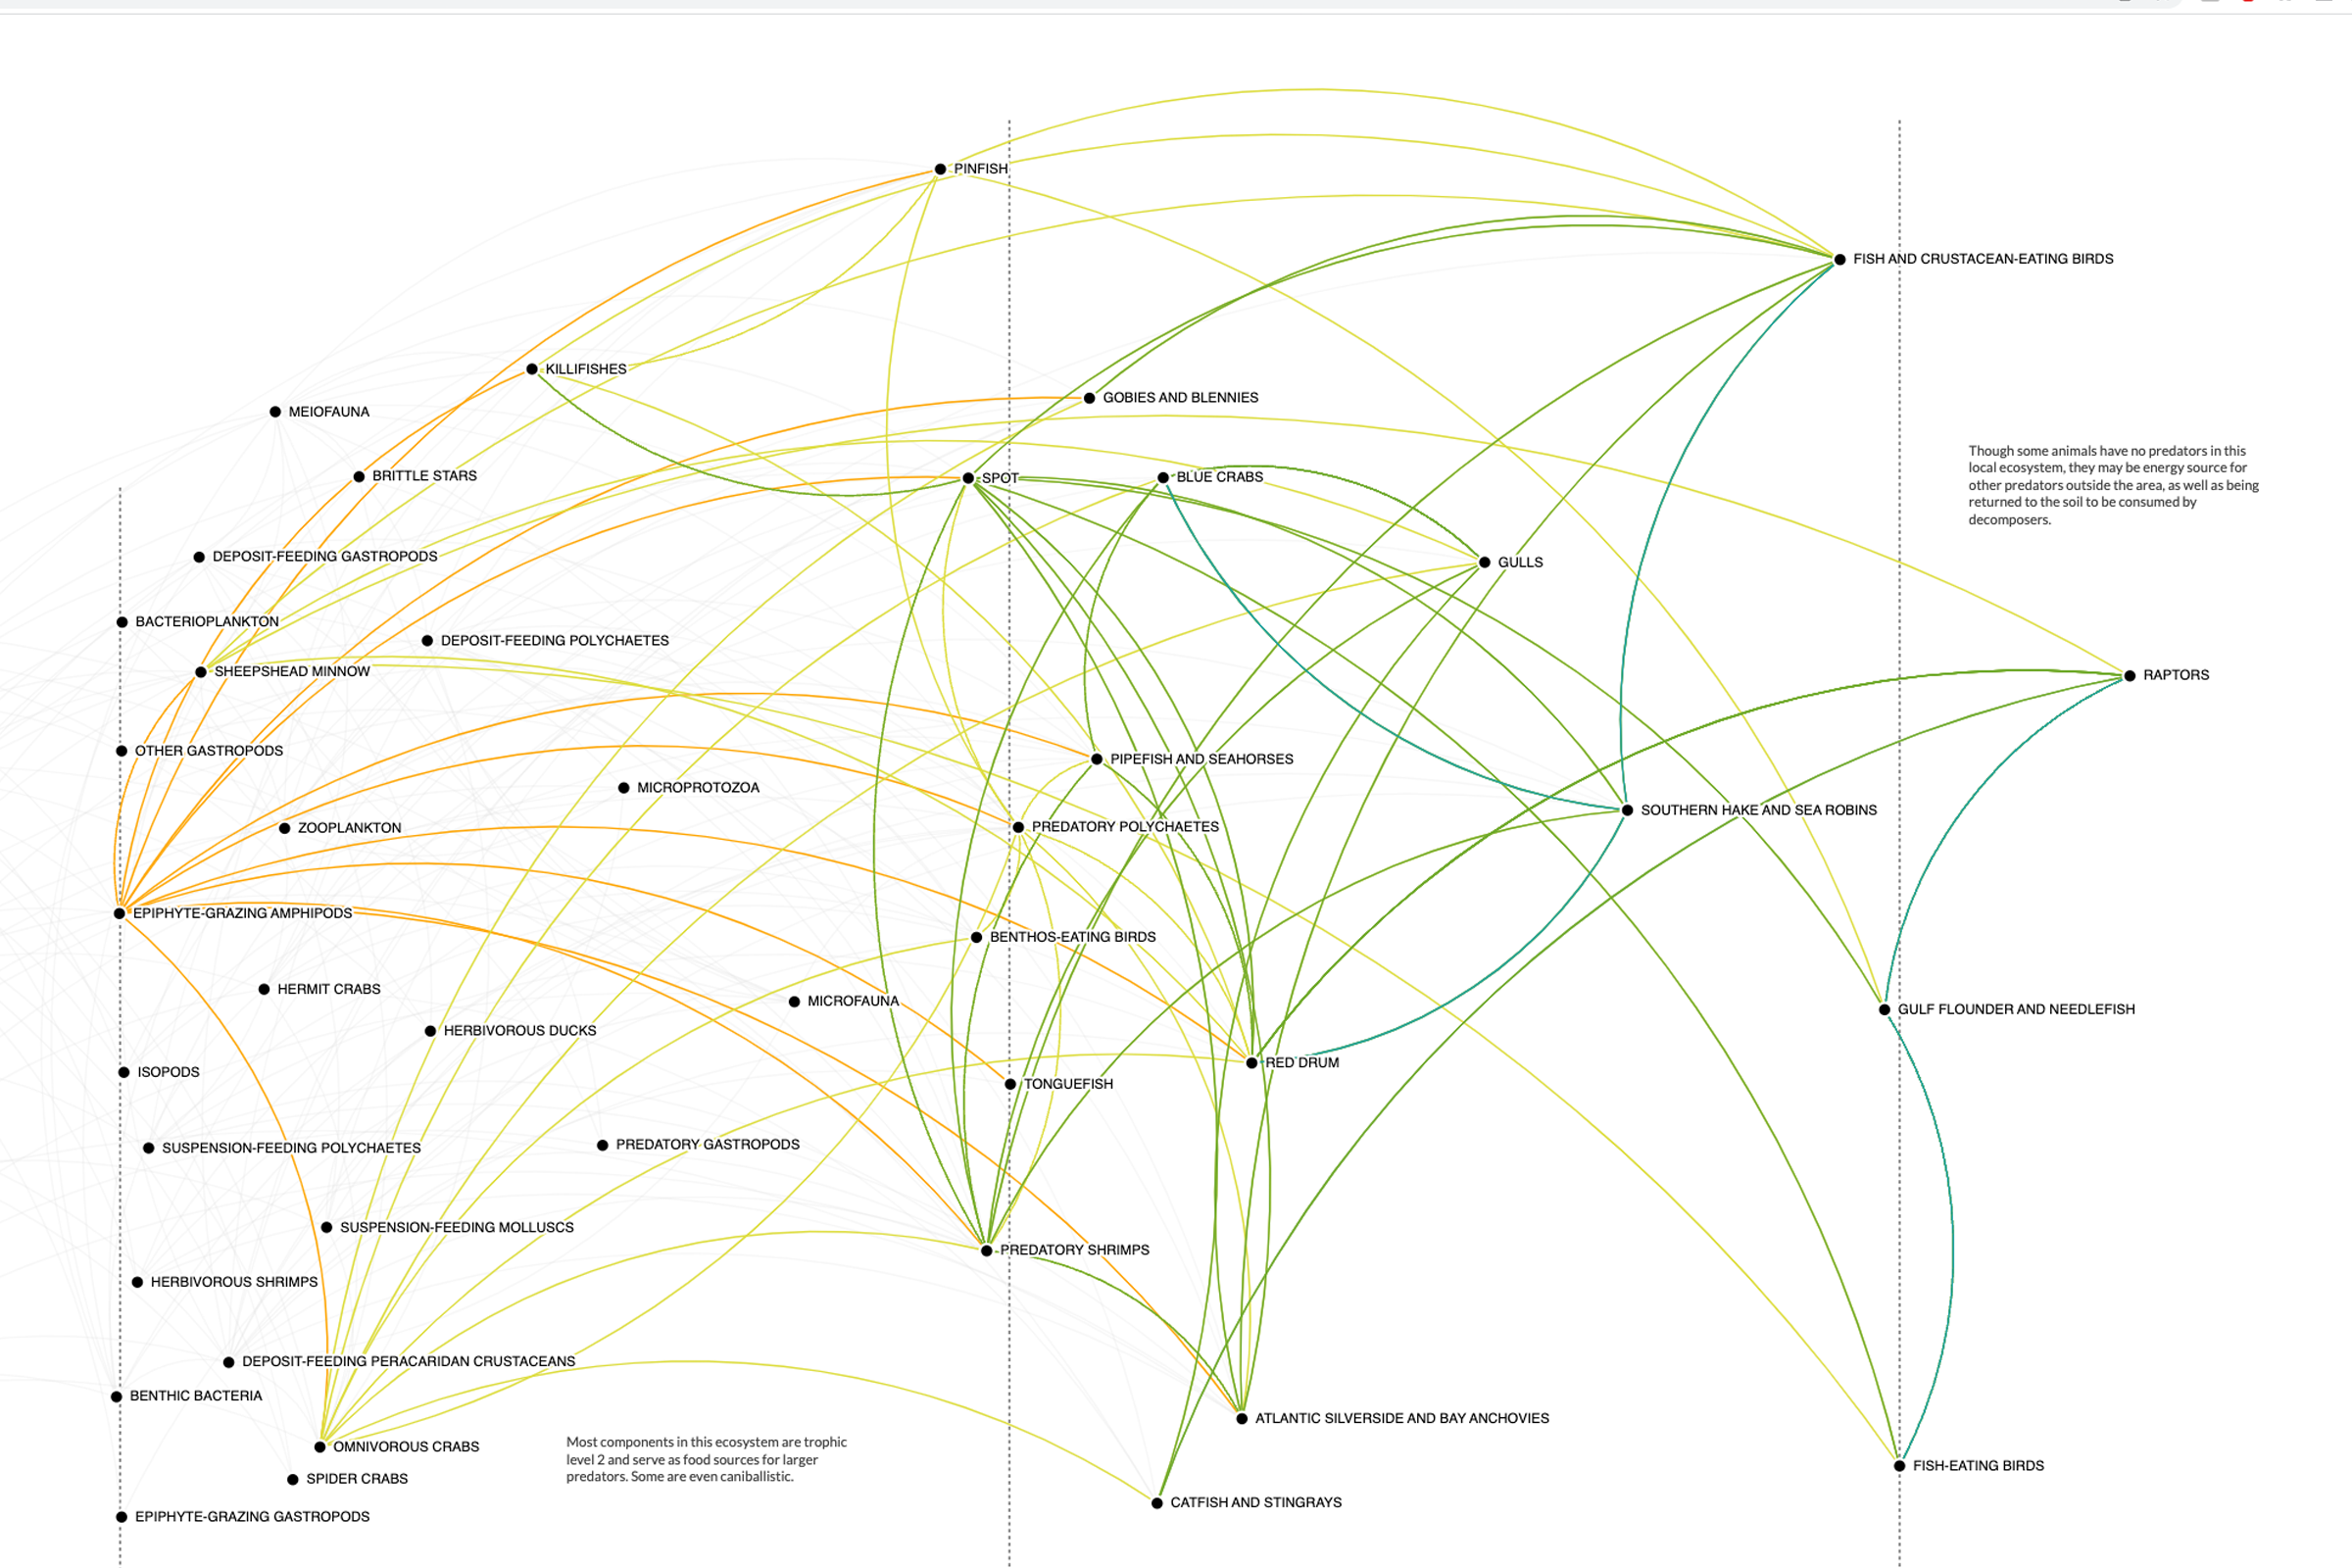 PINFISH
FISH AND CRUSTACEAN-EATING BIRDS
KILLIFISHES
GOBIES AND BLENNIES
MEIOFAUNA
Though some animals have no predators in this
local ecosystem, they may be energy source for
other predators outside the area, as well as being
returned to the soil to be consumed by
decomposers.
BRITTLE STARS
SPOT
BLUE CRABS
DEPOSIT-FEEDING GASTROPODS
GULLS
BACTERIOPLANKTON
DEPOSIT-FEEDING POLYCHAETES
SHEEPSHEAD MINNOW
RAPTORS
OTHER GASTROPODS
PIPEFISH AND SEAHORSES
MICROPROTOZOA
SOUTHERN HAKE AND SEA ROBINS
ZOOPLANKTON
PREDATORY POLYCHAETES
EPIPHYTE-GRAZING AMPHIPODS
BENTHOS-EATING BIRDS
HERMIT CRABS
MICROFAUNA
GULF FLOUNDER AND NEEDLEFISH
HERBIVOROUS DUCKS
RED DRUM
ISOPODS
TONGUEFISH
SUSPENSION-FEEDING POLYCHAETES
PREDATORY GASTROPODS
SUSPENSION-FEEDING MOLLUSCS
PREDATORY SHRIMPS
HERBIVOROUS SHRIMPS
DEPOSIT-FEEDING PERACARIDAN CRUSTACEANS
BENTHIC BACTERIA
ATLANTIC SILVERSIDE AND BAY ANCHOVIES
OMNIVOROUS CRABS
Most components in this ecosystem are trophic
level 2 and serve as food sources for larger
predators. Some are even caniballistic.
FISH-EATING BIRDS
SPIDER CRABS
CATFISH AND STINGRAYS
EPIPHYTE-GRAZING GASTROPODS